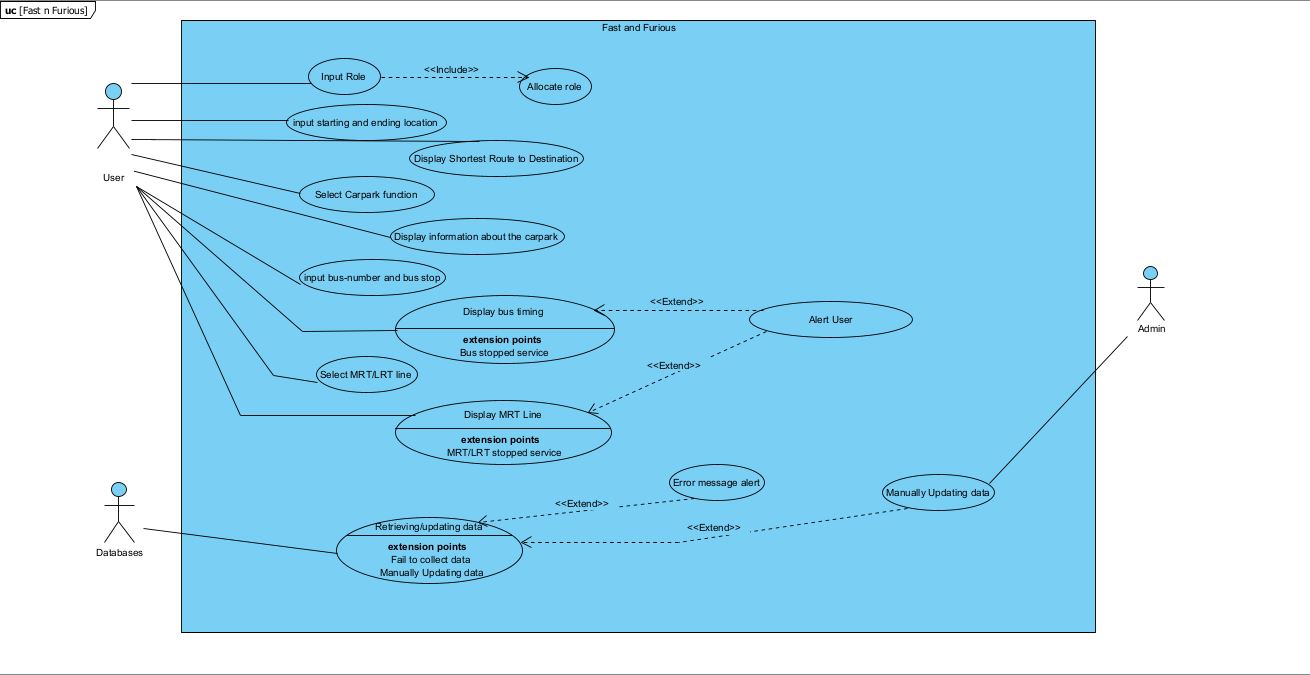 uc [Fast n Furious]
Fast and Furious
Input Role
<<Include>>
Allocate role
input starting and ending location
Display Shortest Route to Destination
User
Select Carpark function
Display information about the carpark
input bus-number and bus stop
Display bus timing
extension points
Bus stopped service
<<Extend>>
Alert User
Admin
<<Extend>>
Select MRT/LRT line
Display MRT Line
extension points
MRT/LRT stopped service
Error message alert
Manually Updating data
<<Extend>>
<<Extend>>
Databases
Retrieving/updating data
extension points
Fail to collect data
Manually Updating data